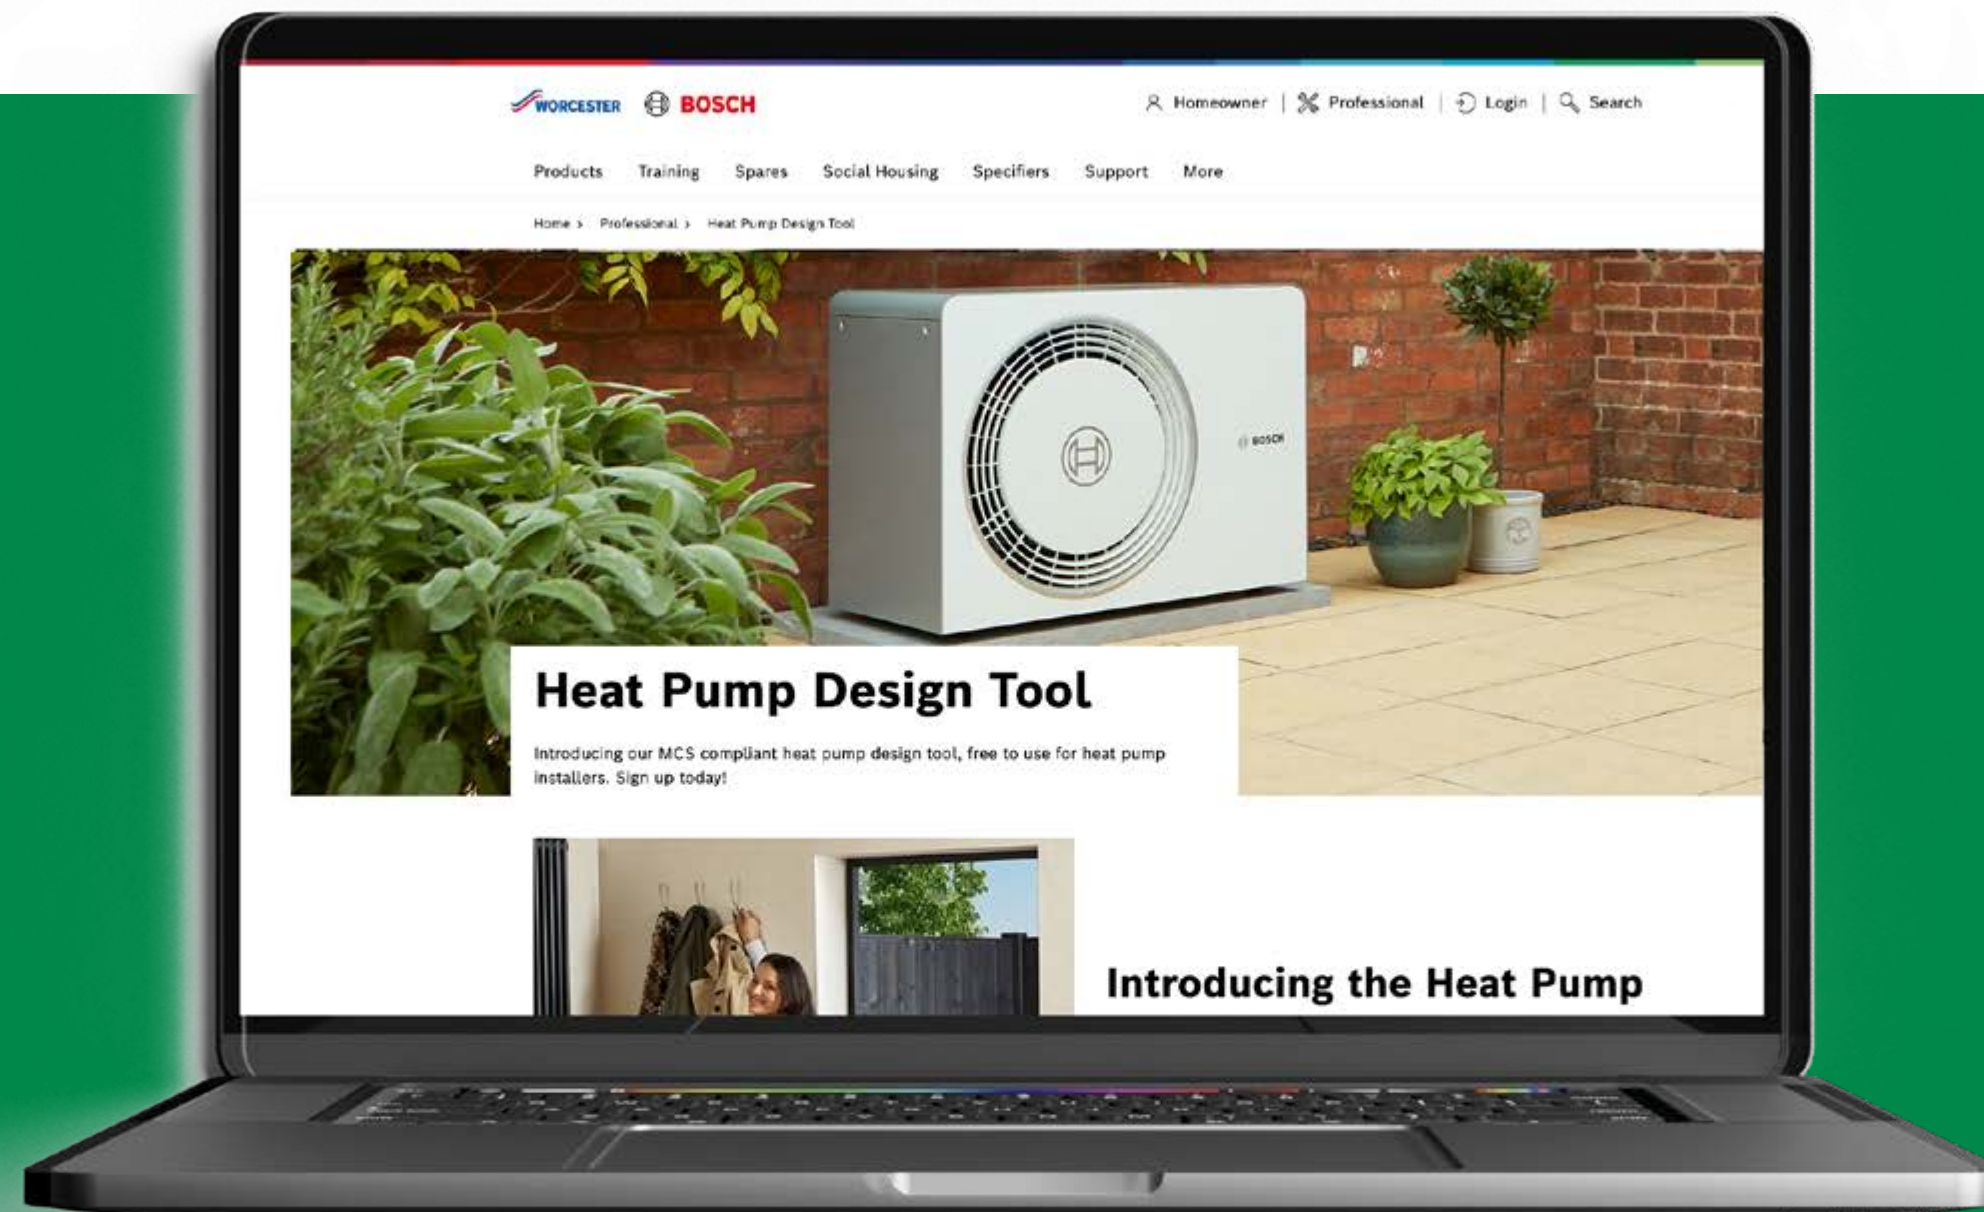 WORCESTER BOSCH
Homeowner | Professional | Login | Search
Products Training Spares Social Housing Specifiers Support More
Home > Professional > Heat Pump Design Tool
BOSCH
Heat Pump Design Tool
Introducing our MCS compliant heat pump design tool, free to use for heat pump
installers. Sign up today!
Introducing the Heat Pump